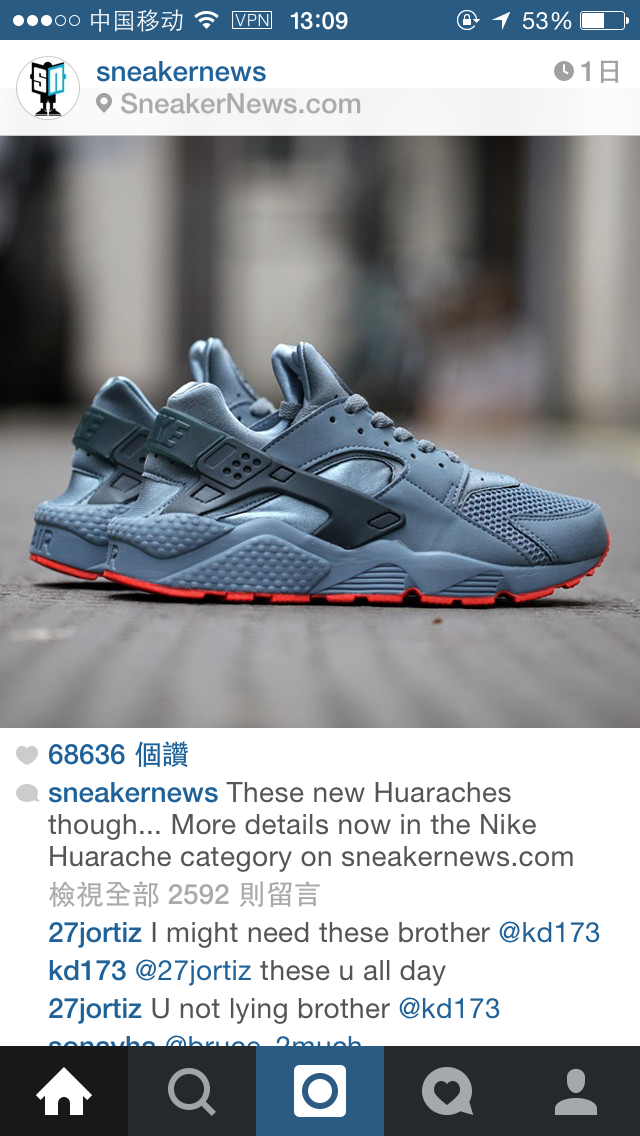 中国移动 VPN 13:09 53%
SN
sneakernews 1日
SneakerNews.com
KE
AIR
68636 個讚
sneakernews These new Huaraches
though... More details now in the Nike
Huarache category on sneakernews.com
檢視全部 2592 則留言
27jortiz I might need these brother @kd173
kd173 @27jortiz these u all day
27jortiz U not lying brother @kd173
@bruce_2much